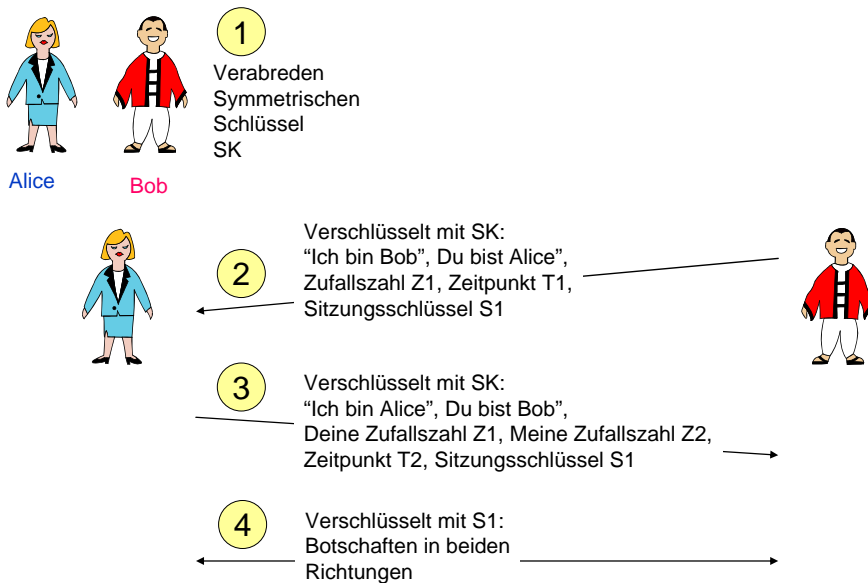 1
Verabreden
Symmetrischen
Schlüssel
SK
Alice
Bob
2
Verschlüsselt mit SK:
“Ich bin Bob”, Du bist Alice”,
Zufallszahl Z1, Zeitpunkt T1,
Sitzungsschlüssel S1
3
Verschlüsselt mit SK:
“Ich bin Alice”, Du bist Bob”,
Deine Zufallszahl Z1, Meine Zufallszahl Z2,
Zeitpunkt T2, Sitzungsschlüssel S1
4
Verschlüsselt mit S1:
Botschaften in beiden
Richtungen